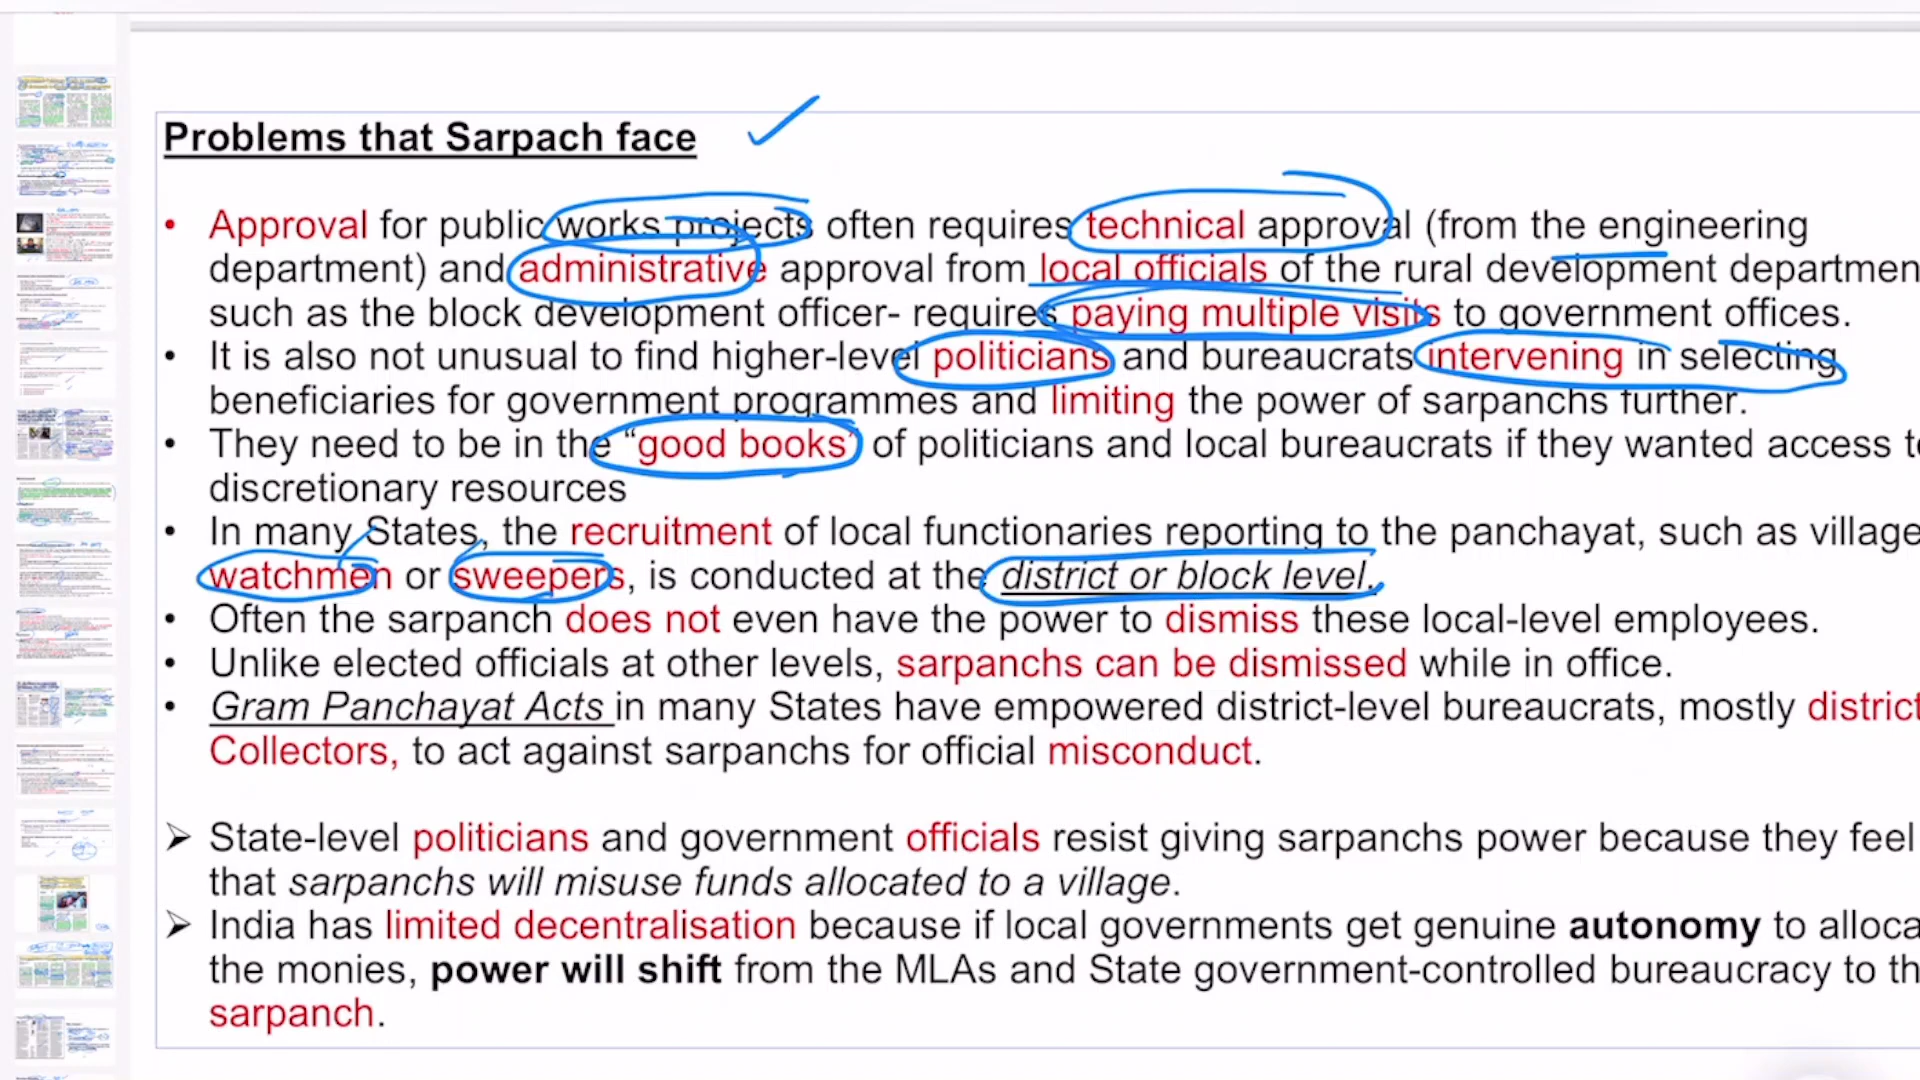 Problems that Sarpach face
• Approval for public works projects often requires technical approval (from the engineering
department) and administrative approval from local officials of the rural development departmen
such as the block development officer- requires paying multiple visits to government offices.
• It is also not unusual to find higher-level politicians and bureaucrats intervening in selecting
beneficiaries for government programmes and limiting the power of sarpanchs further.
• They need to be in the “good books” of politicians and local bureaucrats if they wanted access t
discretionary resources
• In many States, the recruitment of local functionaries reporting to the panchayat, such as village
watchmen or sweepers, is conducted at the district or block level.
• Often the sarpanch does not even have the power to dismiss these local-level employees.
• Unlike elected officials at other levels, sarpanchs can be dismissed while in office.
• Gram Panchayat Acts in many States have empowered district-level bureaucrats, mostly district
Collectors, to act against sarpanchs for official misconduct.
➢ State-level politicians and government officials resist giving sarpanchs power because they feel
that sarpanchs will misuse funds allocated to a village.
➢ India has limited decentralisation because if local governments get genuine autonomy to alloca
the monies, power will shift from the MLAs and State government-controlled bureaucracy to th
sarpanch.